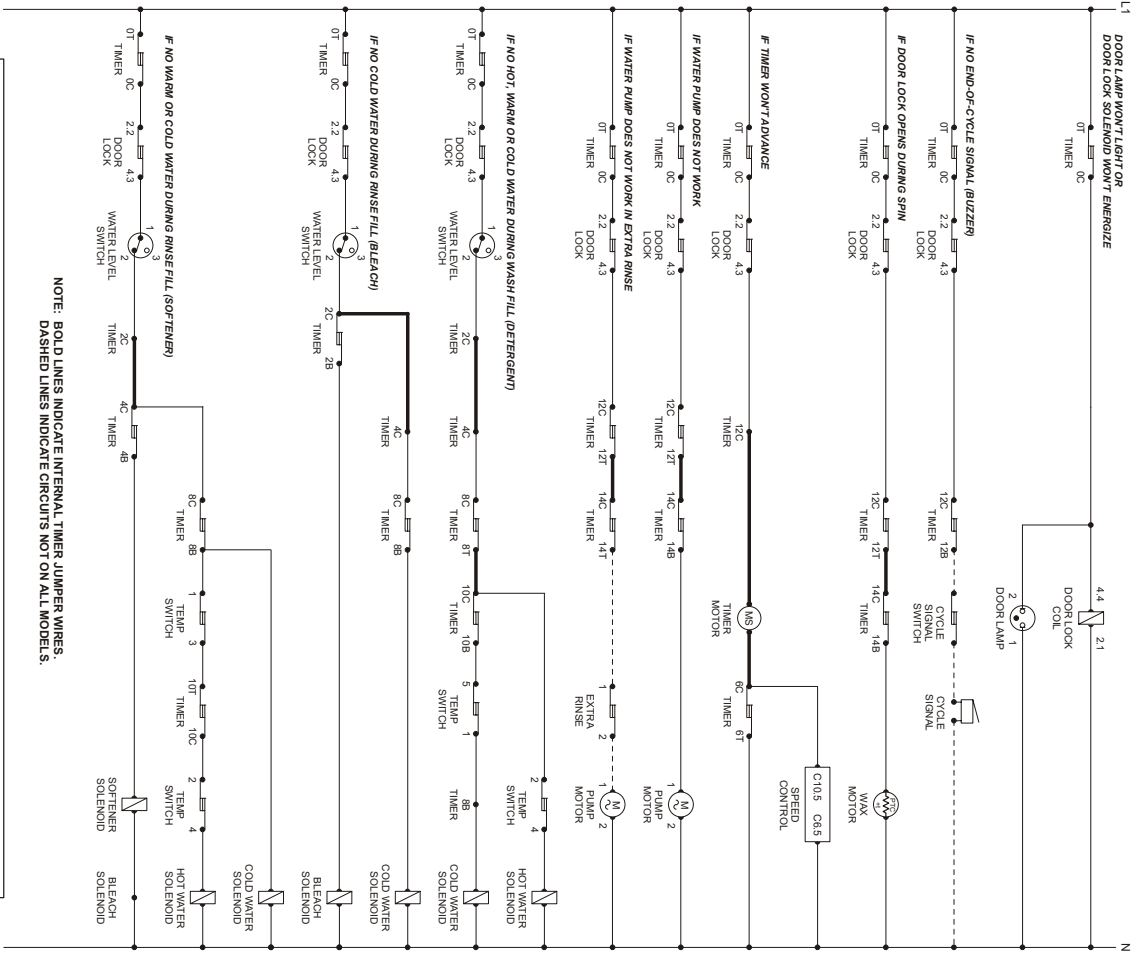 L1
N
DOOR LAMP WON'T LIGHT OR
DOOR LOCK SOLENOID WON'T ENERGIZE
0T 0C 4.4 2.1
TIMER
DOOR LOCK
COIL
2 1
DOOR LAMP
IF NO END-OF-CYCLE SIGNAL (BUZZER)
0T 0C 2.2 4.3 12C 12B
TIMER
DOOR
LOCK
TIMER
CYCLE
SIGNAL
SWITCH
CYCLE
SIGNAL
IF DOOR LOCK OPENS DURING SPIN
0T 0C 2.2 4.3 12C 12T 14C 14B
PTC
TIMER
DOOR
LOCK
TIMER
TIMER
WAX
MOTOR
C10.5 C6.5
SPEED
CONTROL
IF TIMER WON'T ADVANCE
0T 0C 2.2 4.3 12C MS 6C 6T
TIMER
DOOR
LOCK
TIMER
TIMER
MOTOR
TIMER
IF WATER PUMP DOES NOT WORK
0T 0C 2.2 4.3 12C 12T 14C 14B 1 M 2
TIMER
DOOR
LOCK
TIMER
TIMER
PUMP
MOTOR
IF WATER PUMP DOES NOT WORK IN EXTRA RINSE
0T 0C 2.2 4.3 12C 12T 14C 14T 1 2 1 M 2
TIMER
DOOR
LOCK
TIMER
TIMER
EXTRA
RINSE
PUMP
MOTOR
2 4
TEMP
SWITCH
HOT WATER
SOLENOID
IF NO HOT, WARM OR COLD WATER DURING WASH FILL (DETERGENT)
0T 0C 2.2 4.3 1 3 2 2C 4C 8C 8T 10C 10B 5 1 8B
TIMER
DOOR
LOCK
WATER LEVEL
SWITCH
TIMER
TIMER
TIMER
TIMER
TEMP
SWITCH
TIMER
COLD WATER
SOLENOID
4C 8C 8B
TIMER
TIMER
COLD WATER
SOLENOID
IF NO COLD WATER DURING RINSE FILL (BLEACH)
0T 0C 2.2 4.3 1 3 2 2C 2B
TIMER
DOOR
LOCK
WATER LEVEL
SWITCH
TIMER
BLEACH
SOLENOID
COLD WATER
SOLENOID
8C 8B 1 3 10T 10C 2 4
TIMER
TEMP
SWITCH
TIMER
TEMP
SWITCH
HOT WATER
SOLENOID
IF NO WARM OR COLD WATER DURING RINSE FILL (SOFTENER)
0T 0C 2.2 4.3 1 3 2 2C 4C 4B
TIMER
DOOR
LOCK
WATER LEVEL
SWITCH
TIMER
TIMER
SOFTENER
SOLENOID
BLEACH
SOLENOID
NOTE: BOLD LINES INDICATE INTERNAL TIMER JUMPER WIRES.
DASHED LINES INDICATE CIRCUITS NOT ON ALL MODELS.